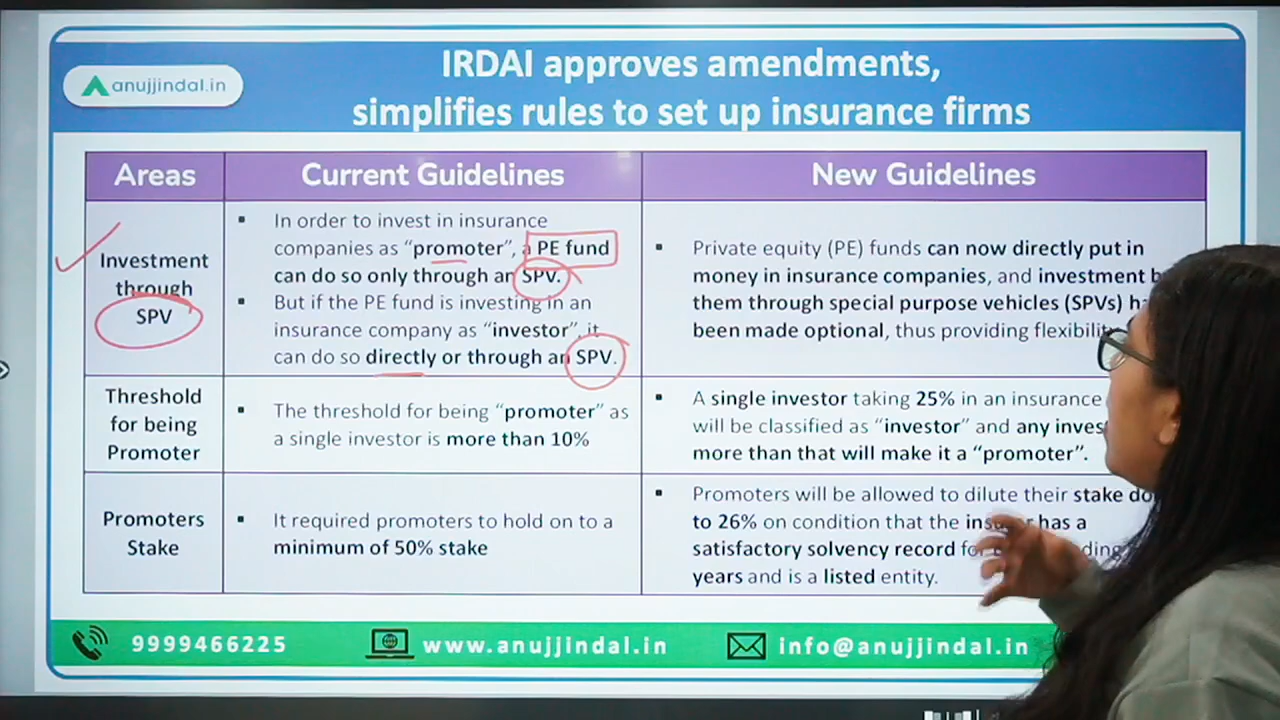 IRDAI approves amendments,
simplifies rules to set up insurance firms
anujjindal.in
Areas
Current Guidelines
New Guidelines
Investment
through
SPV
▪ In order to invest in insurance
companies as “promoter”, a PE fund
can do so only through an SPV.
▪ But if the PE fund is investing in an
insurance company as “investor”, it
can do so directly or through an SPV.
▪ Private equity (PE) funds can now directly put in
money in insurance companies, and investment
them through special purpose vehicles (SPVs)
been made optional, thus providing
Threshold
for being
Promoter
▪ The threshold for being “promoter” as
a single investor is more than 10%
▪ A single investor taking 25% in an insurance
will be classified as “investor” and any
more than that will make it a “promoter”.
Promoters
Stake
▪ It required promoters to hold on to a
minimum of 50% stake
▪ Promoters will be allowed to dilute their stake
to 26% on condition that the has a
satisfactory solvency record
years and is a listed entity.
9999466225
www.anujjindal.in
info@anujjindal.in